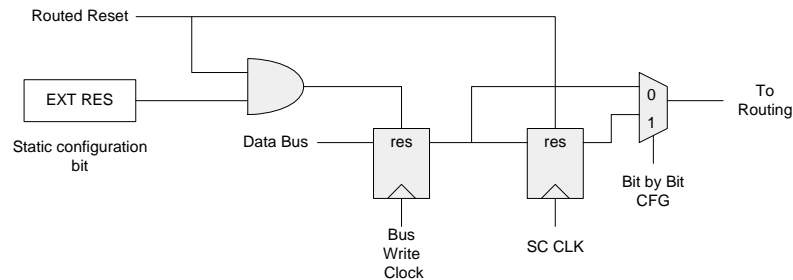 Routed Reset
EXT RES
Static configuration
bit
Data Bus
res
res
0
1
To
Routing
Bit by Bit
CFG
Bus
Write
Clock
SC CLK